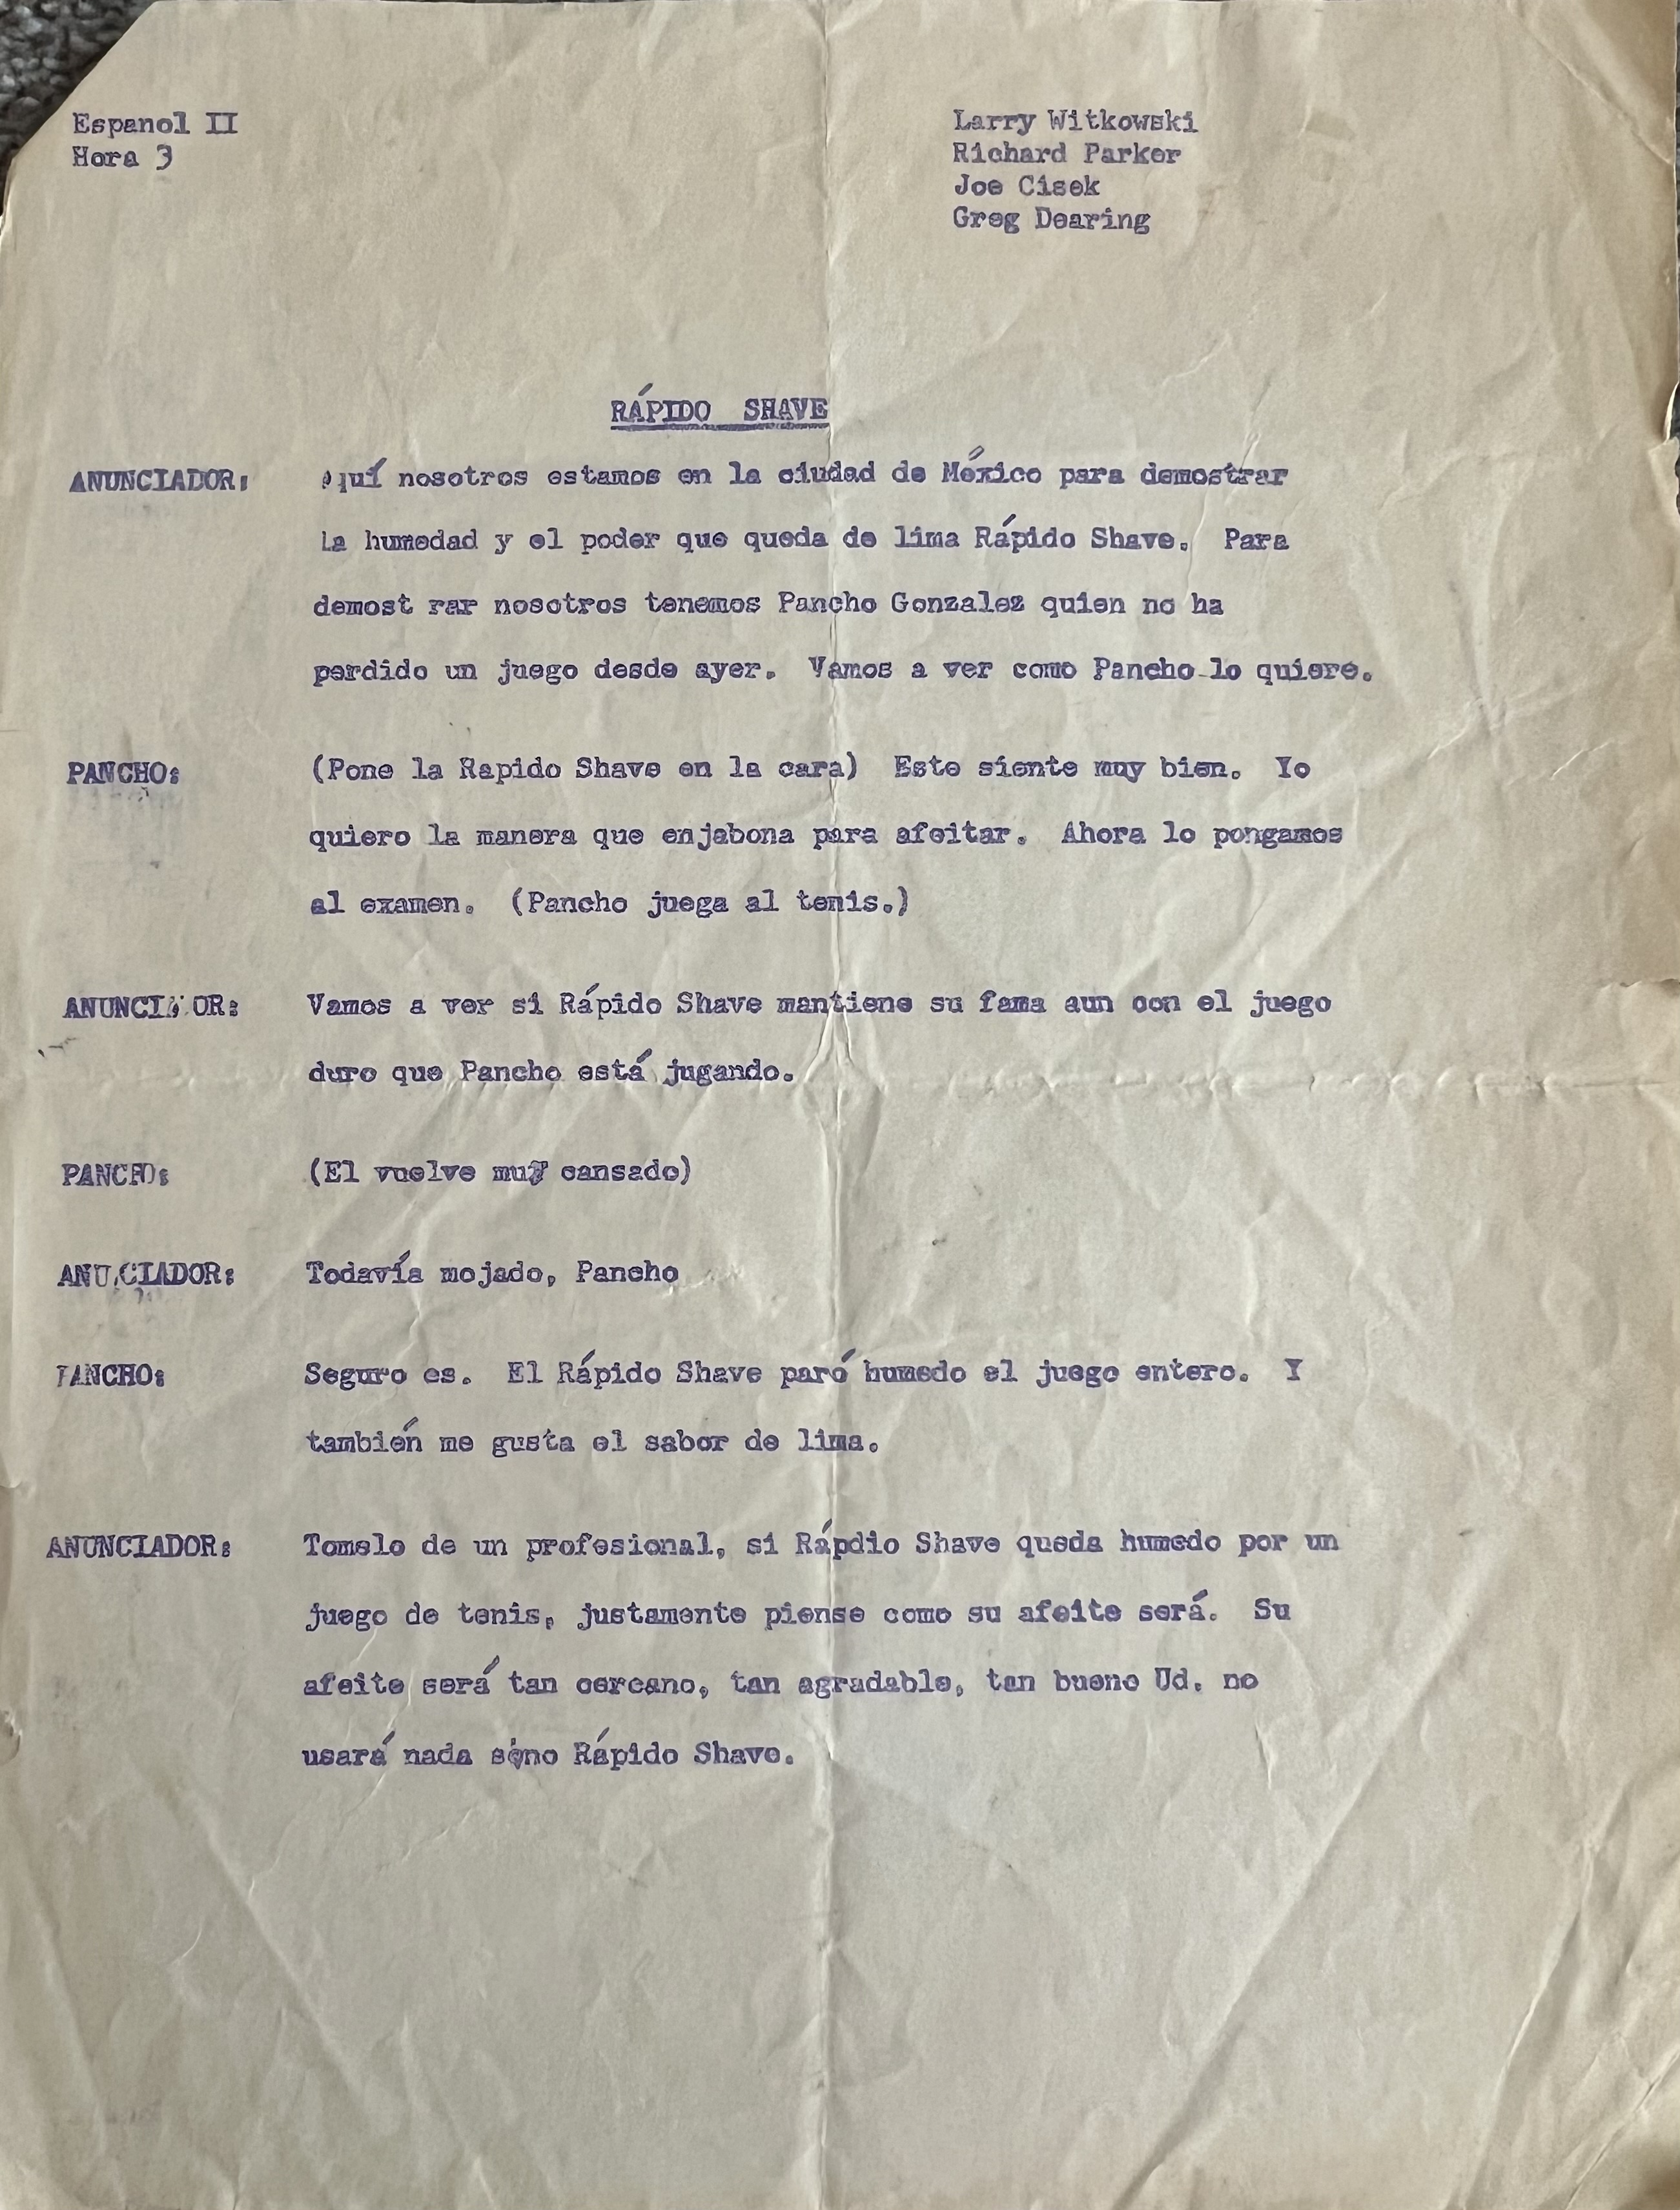 Espanol II
Hora 3
Larry Witkowski
Richard Parker
Joe Cisek
Greg Dearing
RÁPIDO SHAVE
ANUNCIADOR: Aquí nosotros estamos en la ciudad de México para demostrar
la humedad y el poder que queda de lima Rápido Shave. Para
demost rar nosotros tenemos Pancho Gonzalez quien no ha
perdido un juego desde ayer. Vamos a ver como Pancho lo quiere.
PANCHO: (Pone la Rapido Shave en la cara) Este siente muy bien. Yo
quiero la manera que enjabona para afeitar. Ahora lo pongamos
al examen. (Pancho juega al tenis.)
ANUNCIADOR: Vamos a ver si Rápido Shave mantiene su fama aun con el juego
duro que Pancho está jugando.
PANCHO: (El vuelve muy cansado)
ANUNCIADOR: Todavía mojado, Pancho
PANCHO: Seguro es. El Rápido Shave paró humedo el juego entero. Y
también me gusta el sabor de lima.
ANUNCIADOR: Tomelo de un profesional, si Rápdio Shave queda humedo por un
juego de tenis, justamente piense como su afeite será. Su
afeite será tan cercano, tan agradable, tan bueno Ud. no
usará nada sino Rápido Shave.